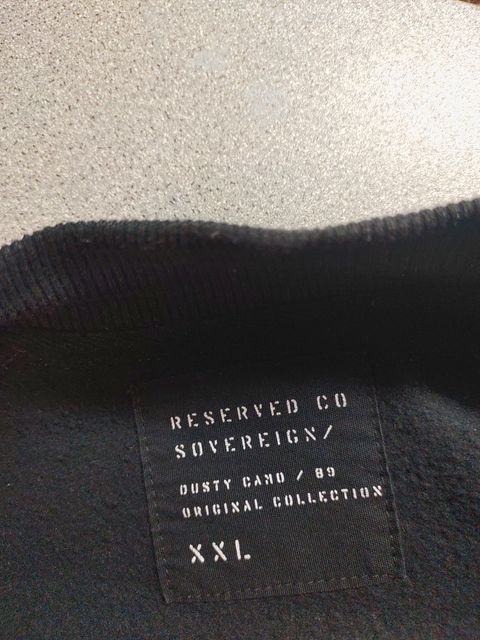 RESERVED CO
SOVEREIGN/
DUSTY CAMO / 89
ORIGINAL COLLECTION
XXL